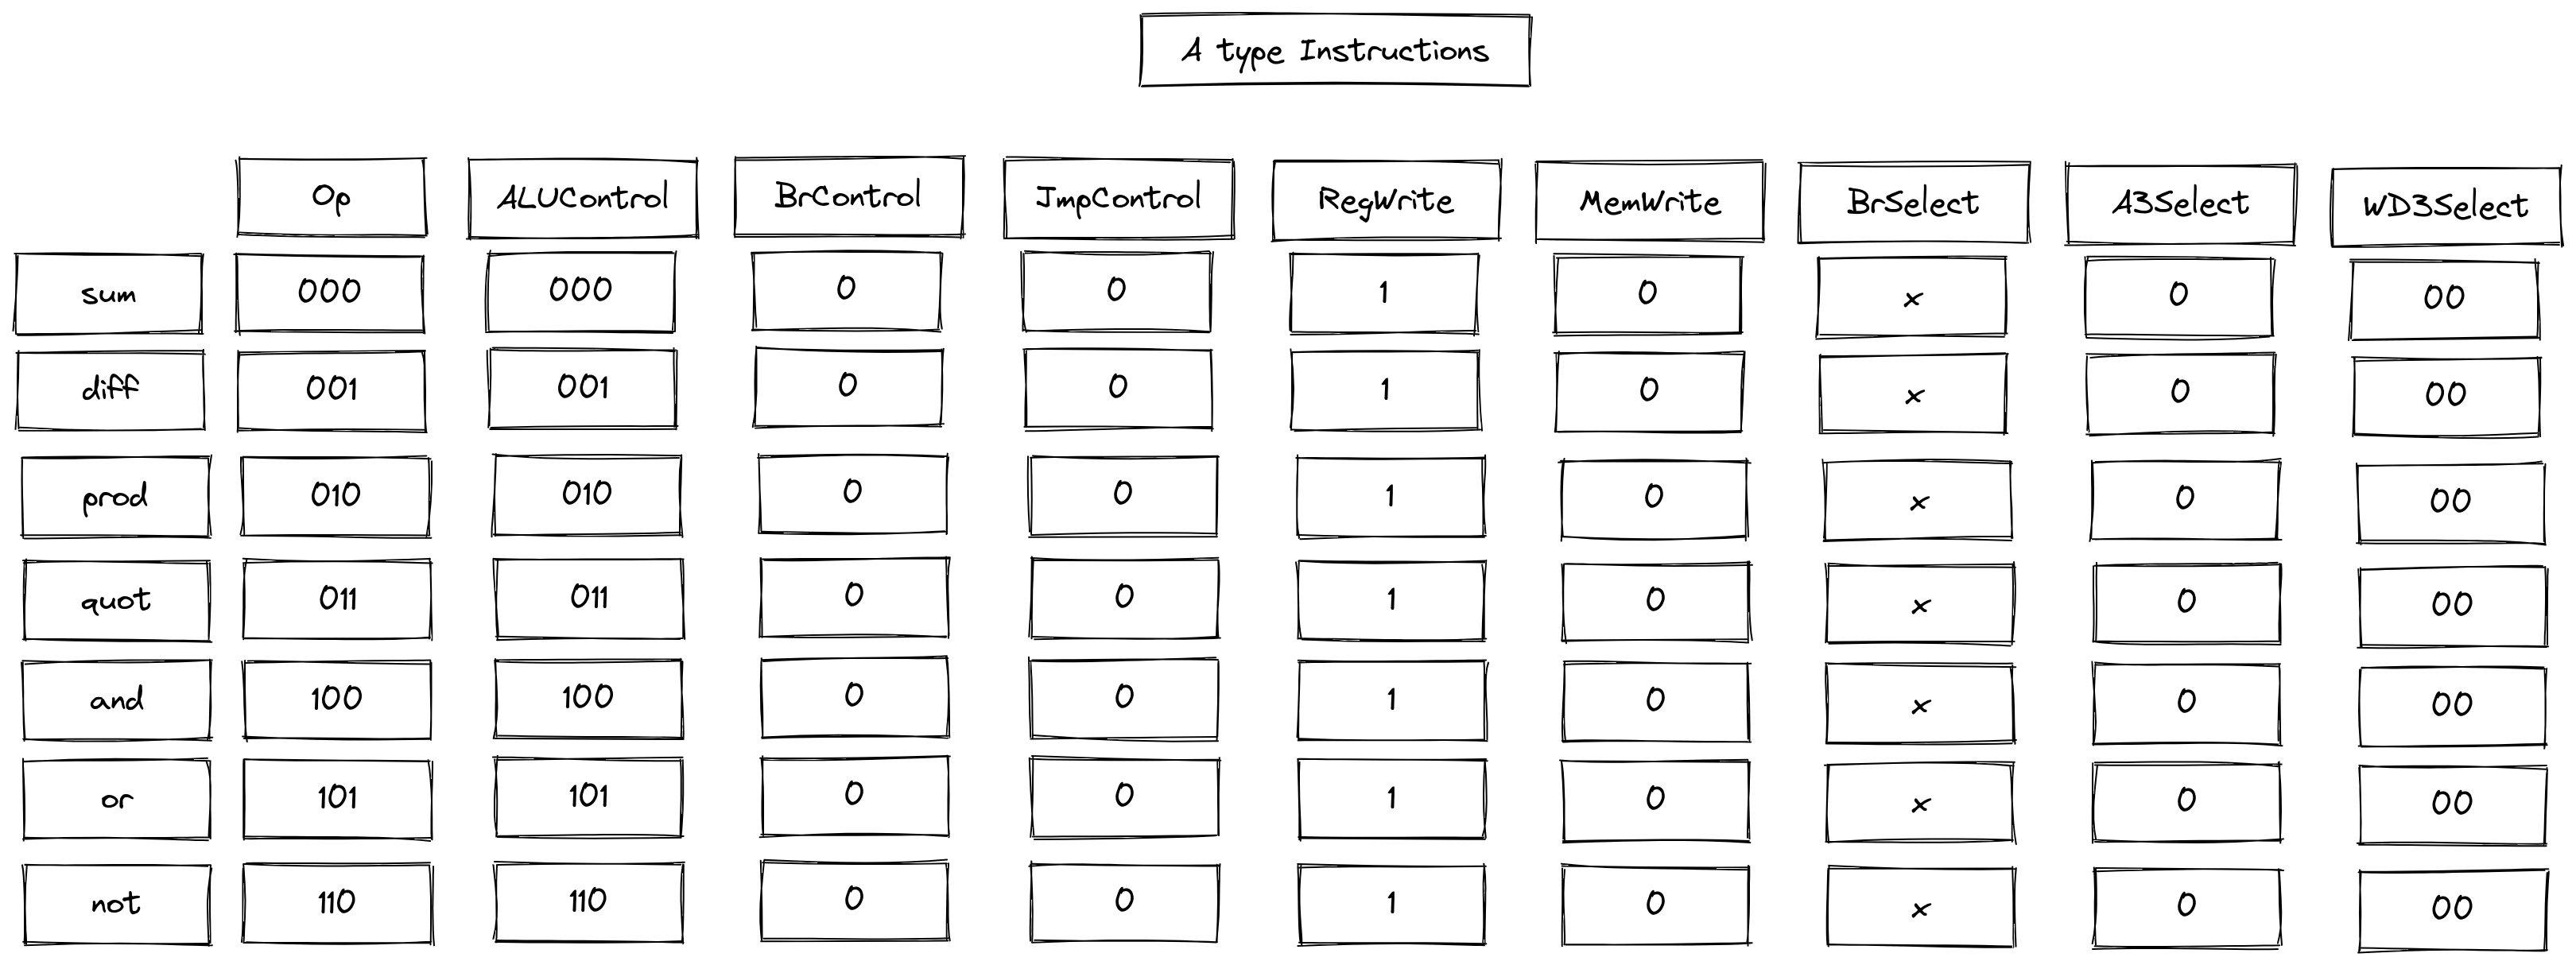 A type Instructions
Op ALUControl BrControl JmpControl RegWrite MemWrite BrSelect A3Select WD3Select
sum 000 000 0 0 1 0 x 0 00
diff 001 001 0 0 1 0 x 0 00
prod 010 010 0 0 1 0 x 0 00
quot 011 011 0 0 1 0 x 0 00
and 100 100 0 0 1 0 x 0 00
or 101 101 0 0 1 0 x 0 00
not 110 110 0 0 1 0 x 0 00